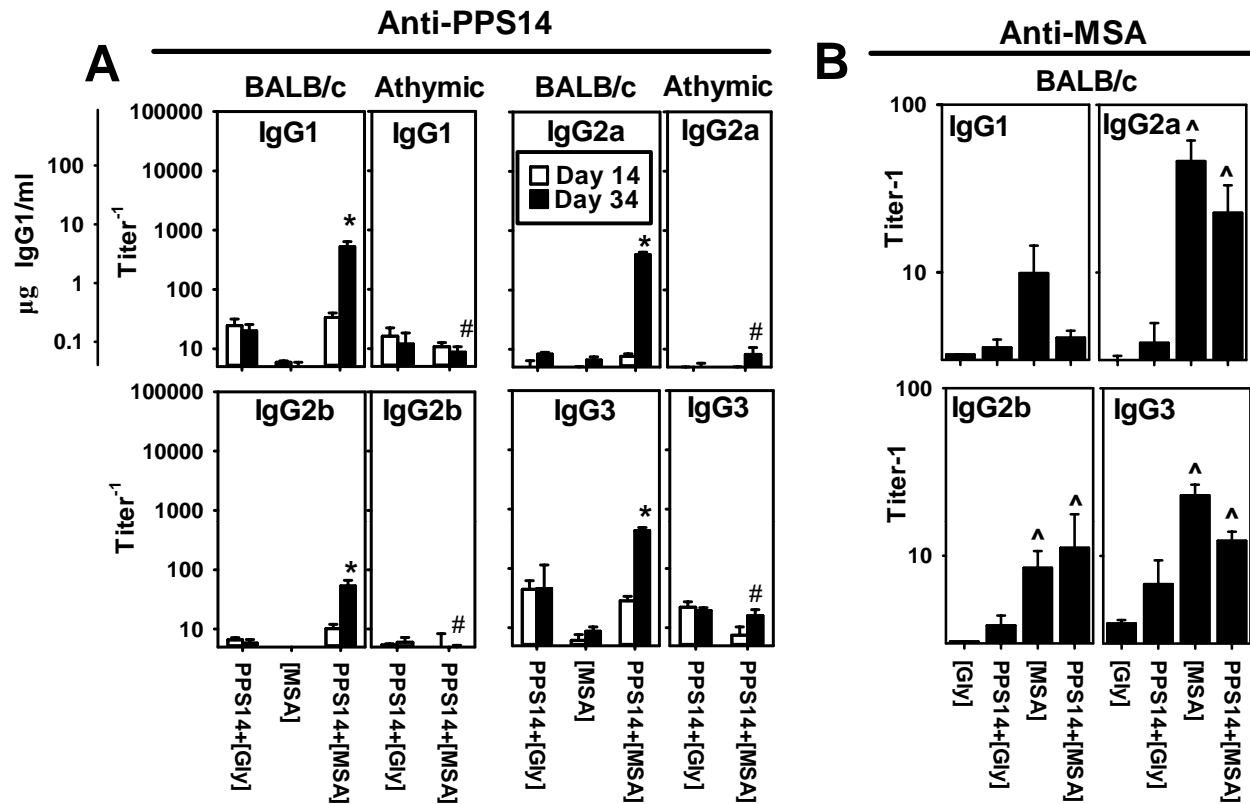 Anti-PPS14
Anti-MSA
A
B
BALB/c
Athymic
BALB/c
Athymic
BALB/c
µg IgG1/ml
100
10
1
0.1
Titer-1
100000
10000
1000
100
10
IgG1
*
IgG1
#
IgG2a
Day 14
Day 34
*
IgG2a
#
Titer-1
100000
10000
1000
100
10
IgG2b
*
IgG2b
#
IgG3
*
IgG3
#
PPS14+[Gly]
[MSA]
PPS14+[MSA]
PPS14+[Gly]
PPS14+[MSA]
PPS14+[Gly]
[MSA]
PPS14+[MSA]
PPS14+[Gly]
PPS14+[MSA]
Titer-1
100
10
IgG1
IgG2a
^
^
Titer-1
100
10
IgG2b
^
^
IgG3
^
^
[Gly]
PPS14+[Gly]
[MSA]
PPS14+[MSA]
[Gly]
PPS14+[Gly]
[MSA]
PPS14+[MSA]